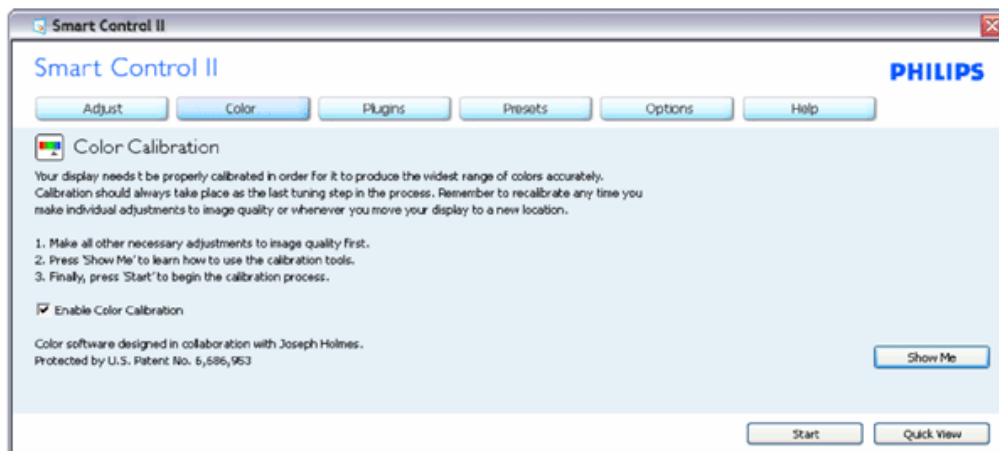 Smart Control II
Smart Control II
PHILIPS
Adjust
Color
Plugins
Presets
Options
Help
Color Calibration
Your display needs t be properly calibrated in order for it to produce the widest range of colors accurately.
Calibration should always take place as the last tuning step in the process. Remember to recalibrate any time you
make individual adjustments to image quality or whenever you move your display to a new location.
1. Make all other necessary adjustments to image quality first.
2. Press 'Show Me' to learn how to use the calibration tools.
3. Finally, press 'Start' to begin the calibration process.
Enable Color Calibration
Color software designed in collaboration with Joseph Holmes.
Protected by U.S. Patent No. 6,686,953
Show Me
Start
Quick View